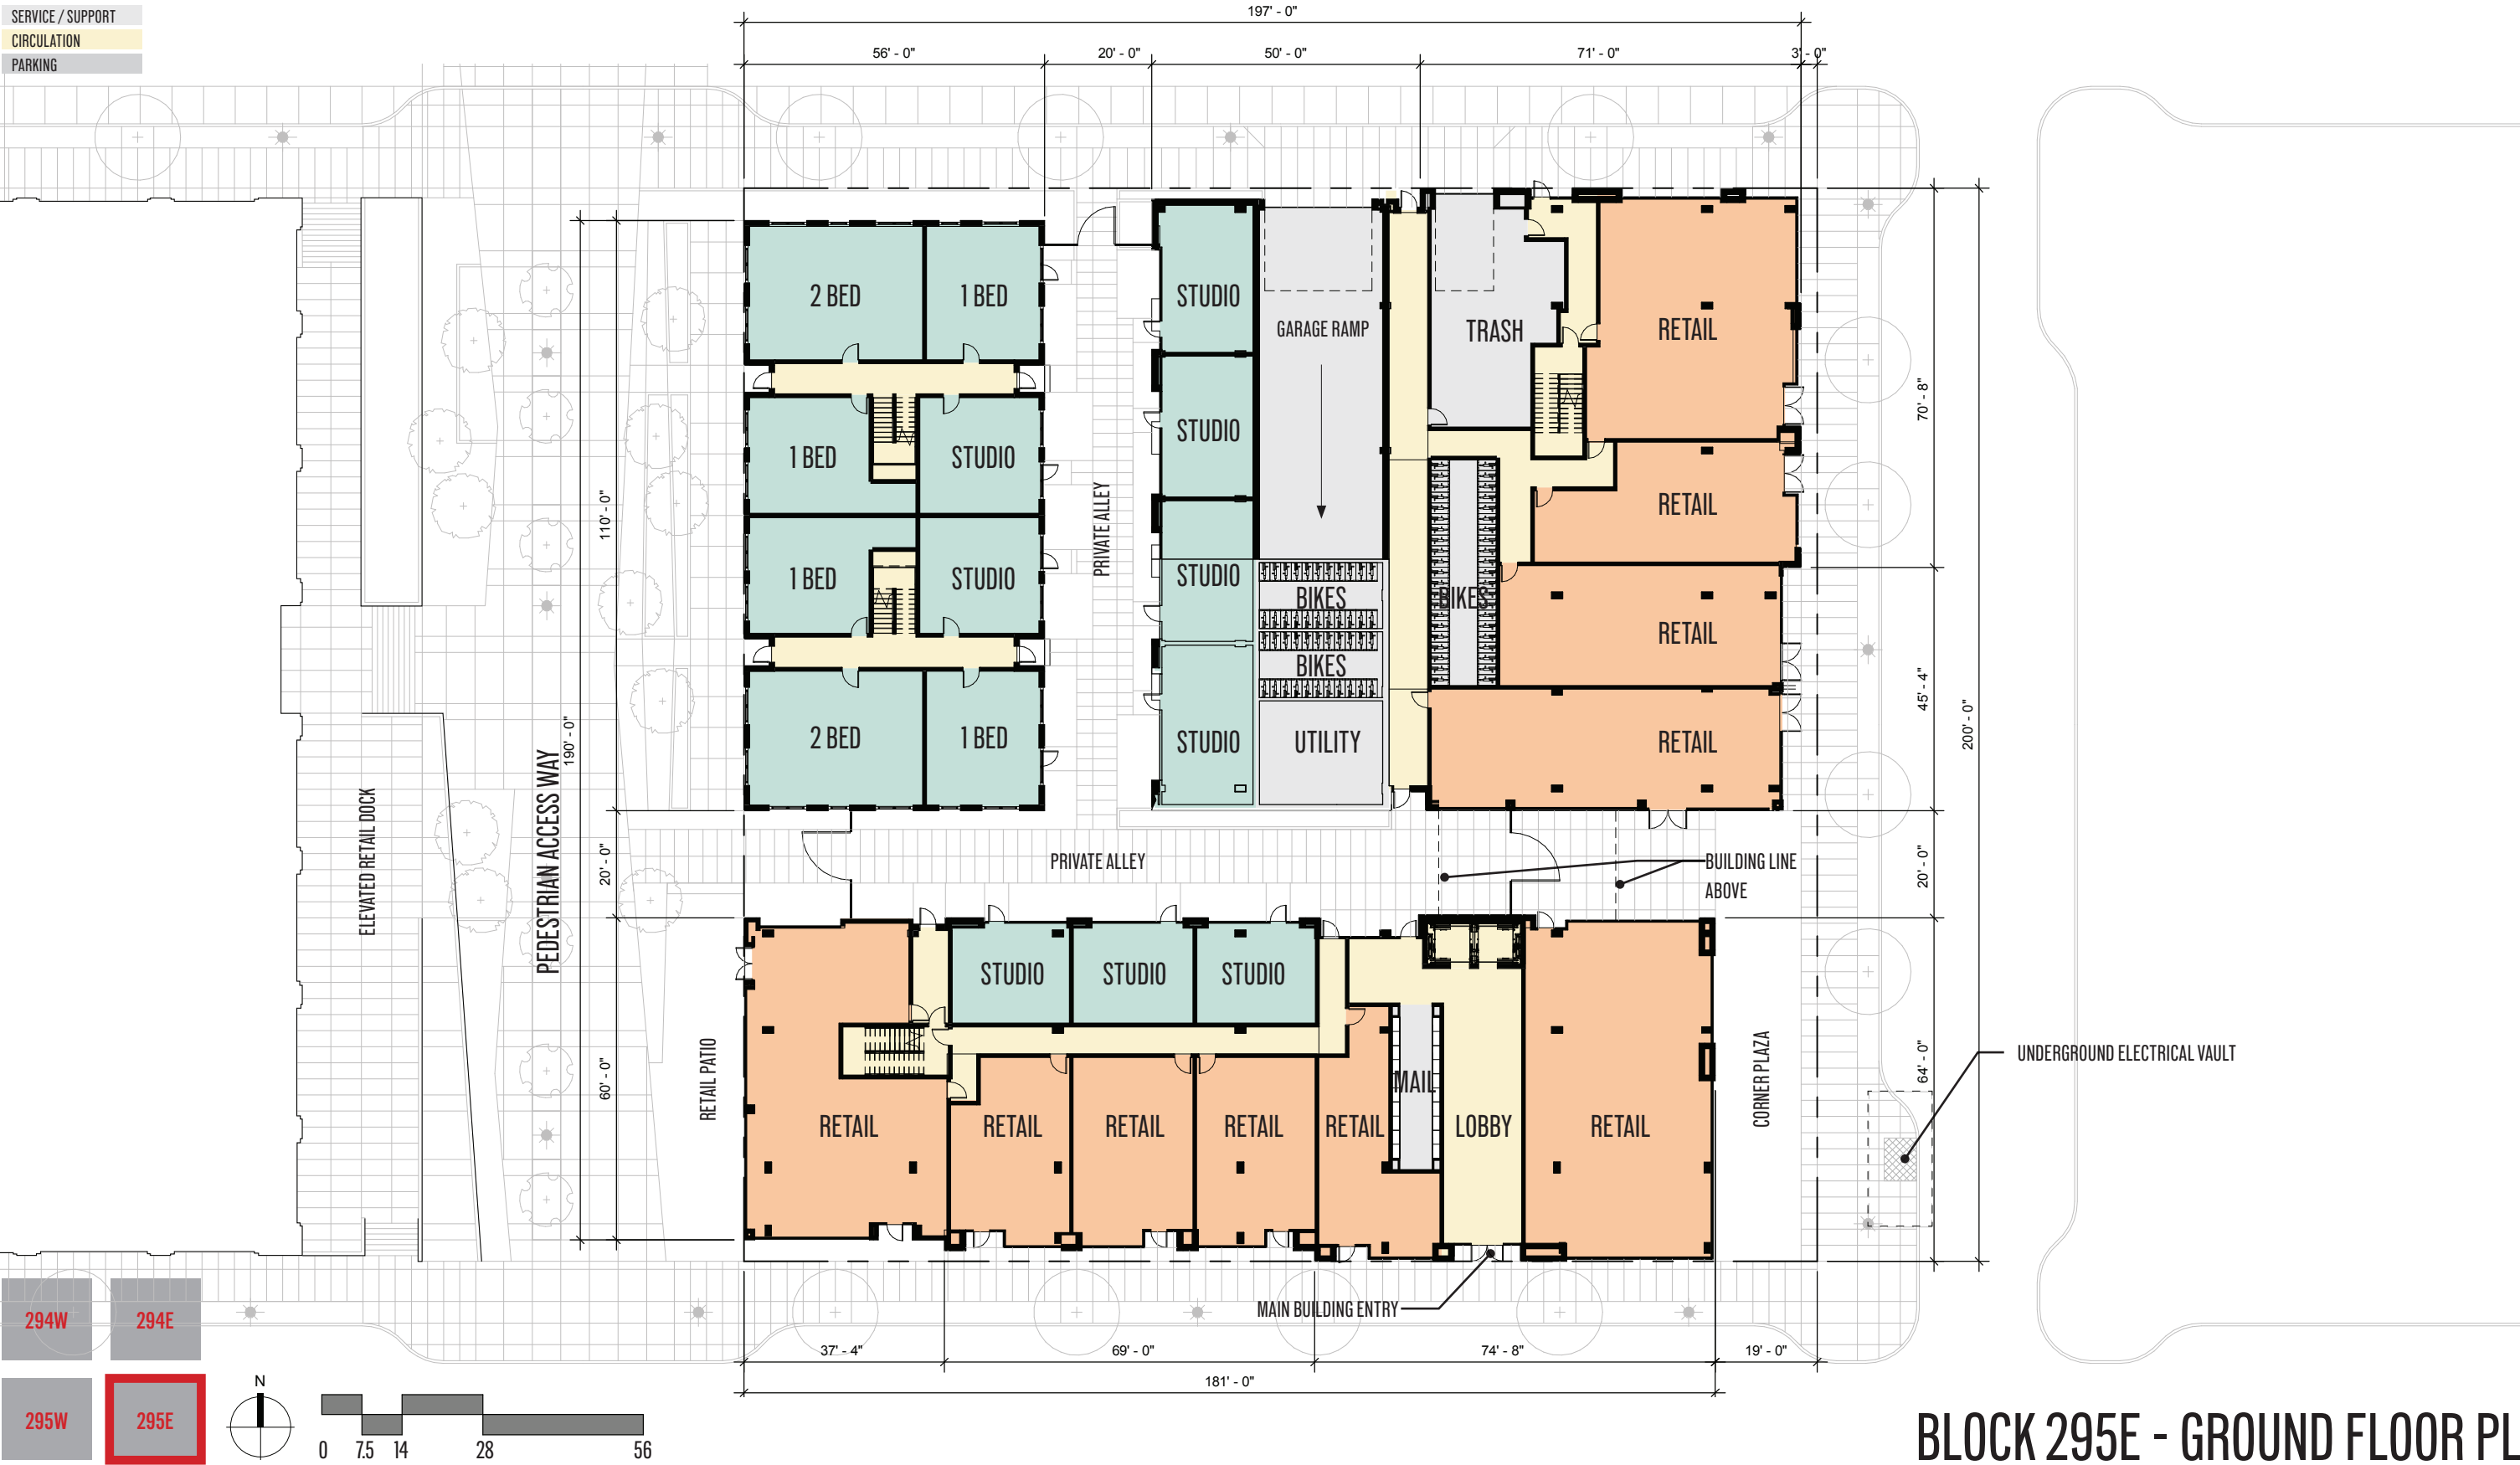 SERVICE / SUPPORT
CIRCULATION
PARKING
197' - 0"
56' - 0"
20' - 0"
50' - 0"
71' - 0"
3' - 0"
2 BED
1 BED
STUDIO
GARAGE RAMP
TRASH
RETAIL
70' - 8"
STUDIO
1 BED
STUDIO
RETAIL
110' - 0"
PRIVATE ALLEY
1 BED
STUDIO
STUDIO
BIKES
BIKES
RETAIL
BIKES
45' - 4"
200' - 0"
190' - 0"
2 BED
1 BED
STUDIO
UTILITY
RETAIL
ELEVATED RETAIL DOCK
PEDESTRIAN ACCESS WAY
20' - 0"
PRIVATE ALLEY
BUILDING LINE
ABOVE
20' - 0"
STUDIO
STUDIO
STUDIO
60' - 0"
RETAIL PATIO
MAIL
CORNER PLAZA
64' - 0"
UNDERGROUND ELECTRICAL VAULT
RETAIL
RETAIL
RETAIL
RETAIL
RETAIL
LOBBY
RETAIL
MAIN BUILDING ENTRY
294W
294E
37' - 4"
69' - 0"
74' - 8"
19' - 0"
181' - 0"
295W
295E
N
0
7.5
14
28
56
BLOCK 295E - GROUND FLOOR PL